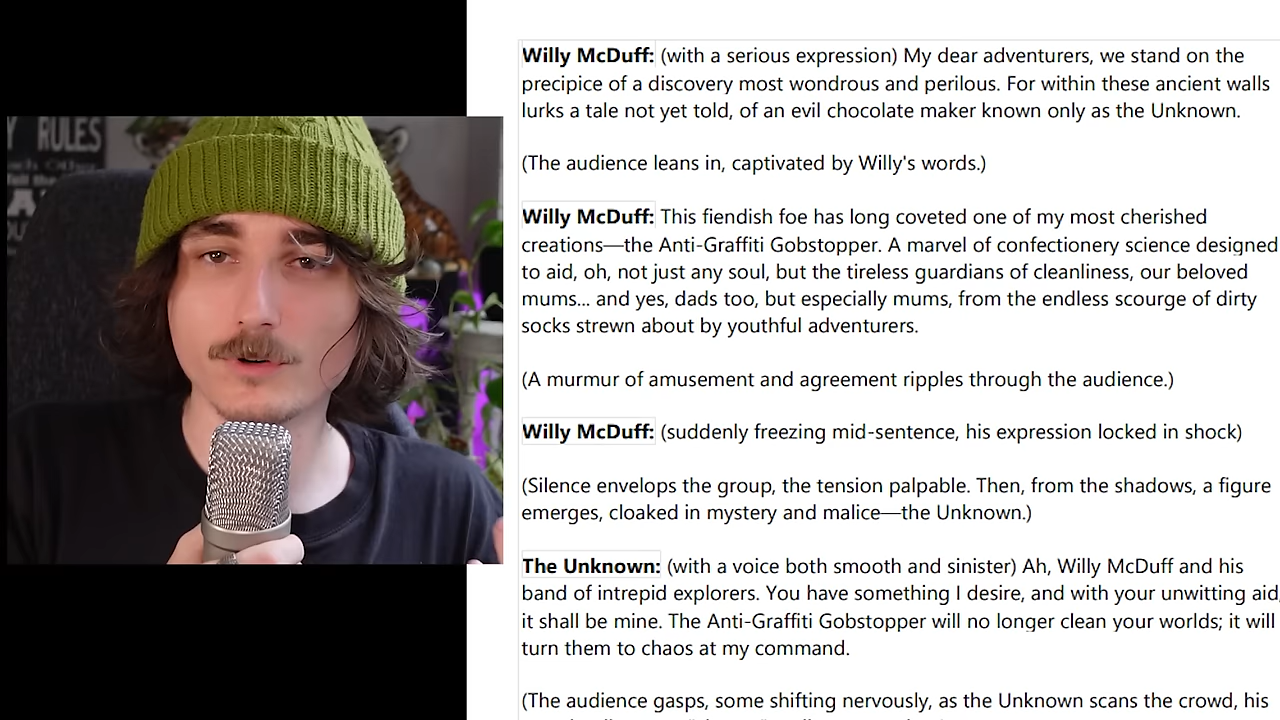 RULES
Willy McDuff: (with a serious expression) My dear adventurers, we stand on the
precipice of a discovery most wondrous and perilous. For within these ancient walls
lurks a tale not yet told, of an evil chocolate maker known only as the Unknown.
(The audience leans in, captivated by Willy's words.)
Willy McDuff: This fiendish foe has long coveted one of my most cherished
creations—the Anti-Graffiti Gobstopper. A marvel of confectionery science designed
to aid, oh, not just any soul, but the tireless guardians of cleanliness, our beloved
mums... and yes, dads too, but especially mums, from the endless scourge of dirty
socks strewn about by youthful adventurers.
(A murmur of amusement and agreement ripples through the audience.)
Willy McDuff: (suddenly freezing mid-sentence, his expression locked in shock)
(Silence envelops the group, the tension palpable. Then, from the shadows, a figure
emerges, cloaked in mystery and malice—the Unknown.)
The Unknown: (with a voice both smooth and sinister) Ah, Willy McDuff and his
band of intrepid explorers. You have something I desire, and with your unwitting aid,
it shall be mine. The Anti-Graffiti Gobstopper will no longer clean your worlds; it will
turn them to chaos at my command.
(The audience gasps, some shifting nervously, as the Unknown scans the crowd, his